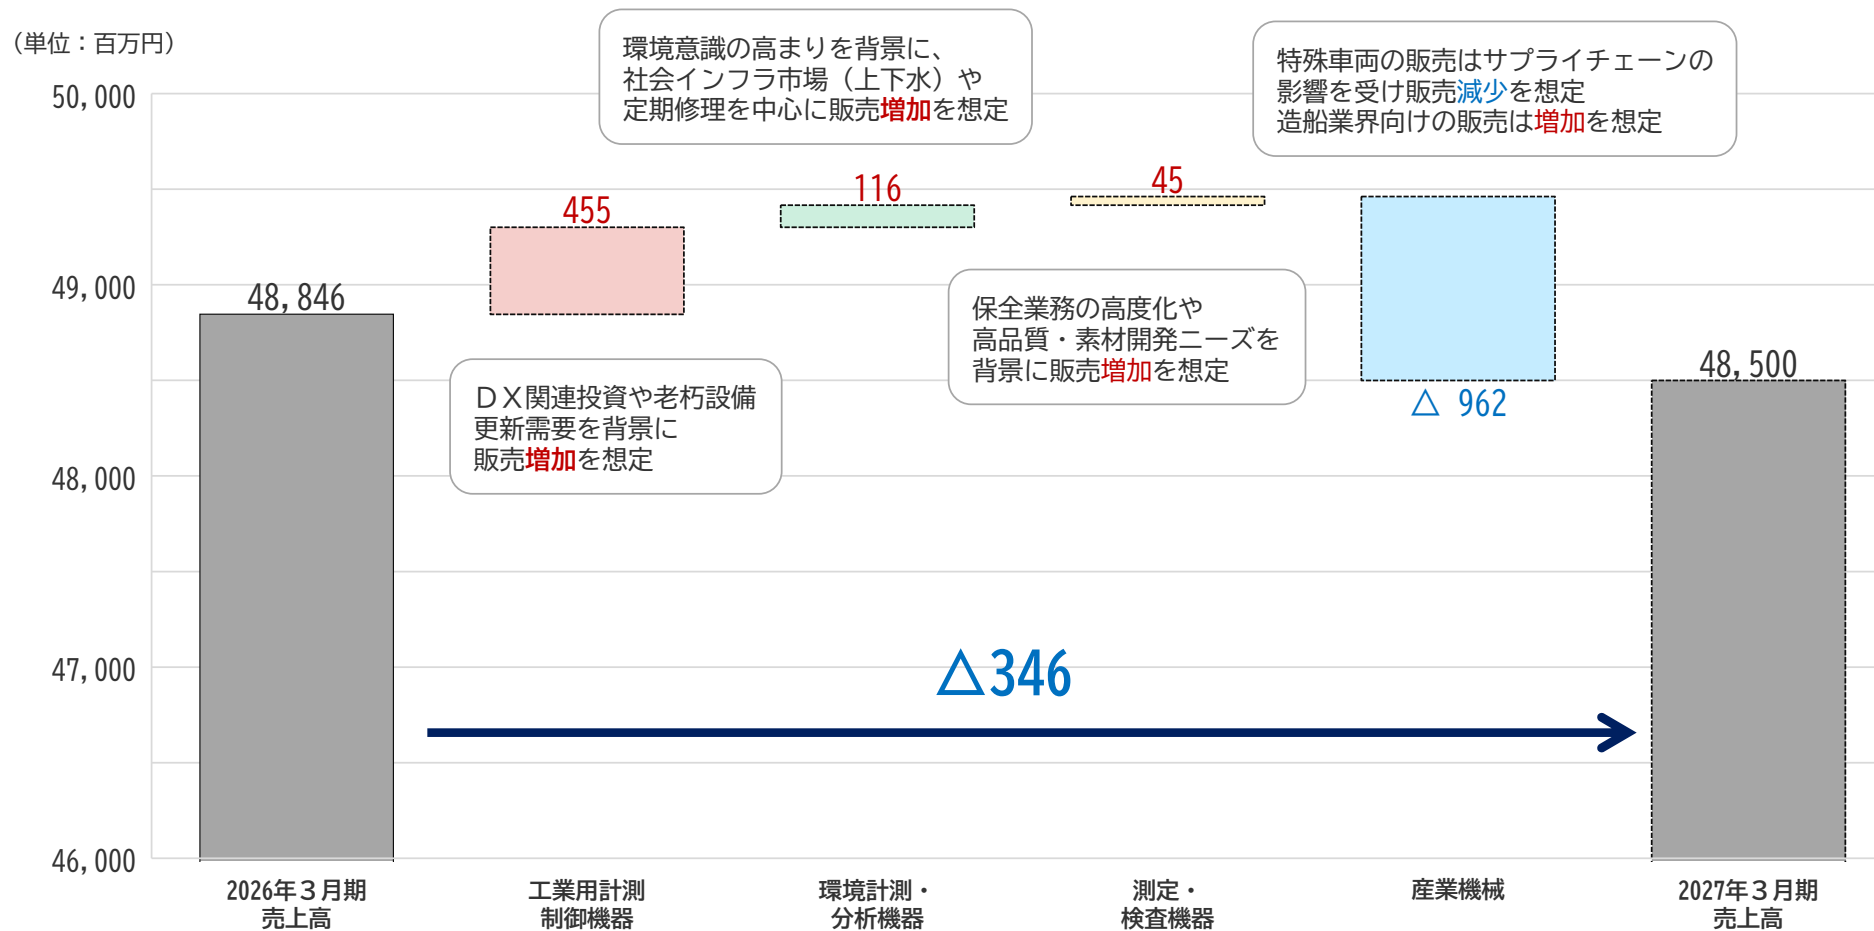 （単位：百万円）
環境意識の高まりを背景に、
社会インフラ市場（上下水）や
定期修理を中心に販売増加を想定
特殊車両の販売はサプライチェーンの
影響を受け販売減少を想定
造船業界向けの販売は増加を想定
50,000
49,000
48,000
47,000
46,000
48,846
455
116
45
△ 962
48,500
ＤＸ関連投資や老朽設備
更新需要を背景に
販売増加を想定
保全業務の高度化や
高品質・素材開発ニーズを
背景に販売増加を想定
△346
2026年３月期
売上高
工業用計測
制御機器
環境計測・
分析機器
測定・
検査機器
産業機械
2027年３月期
売上高